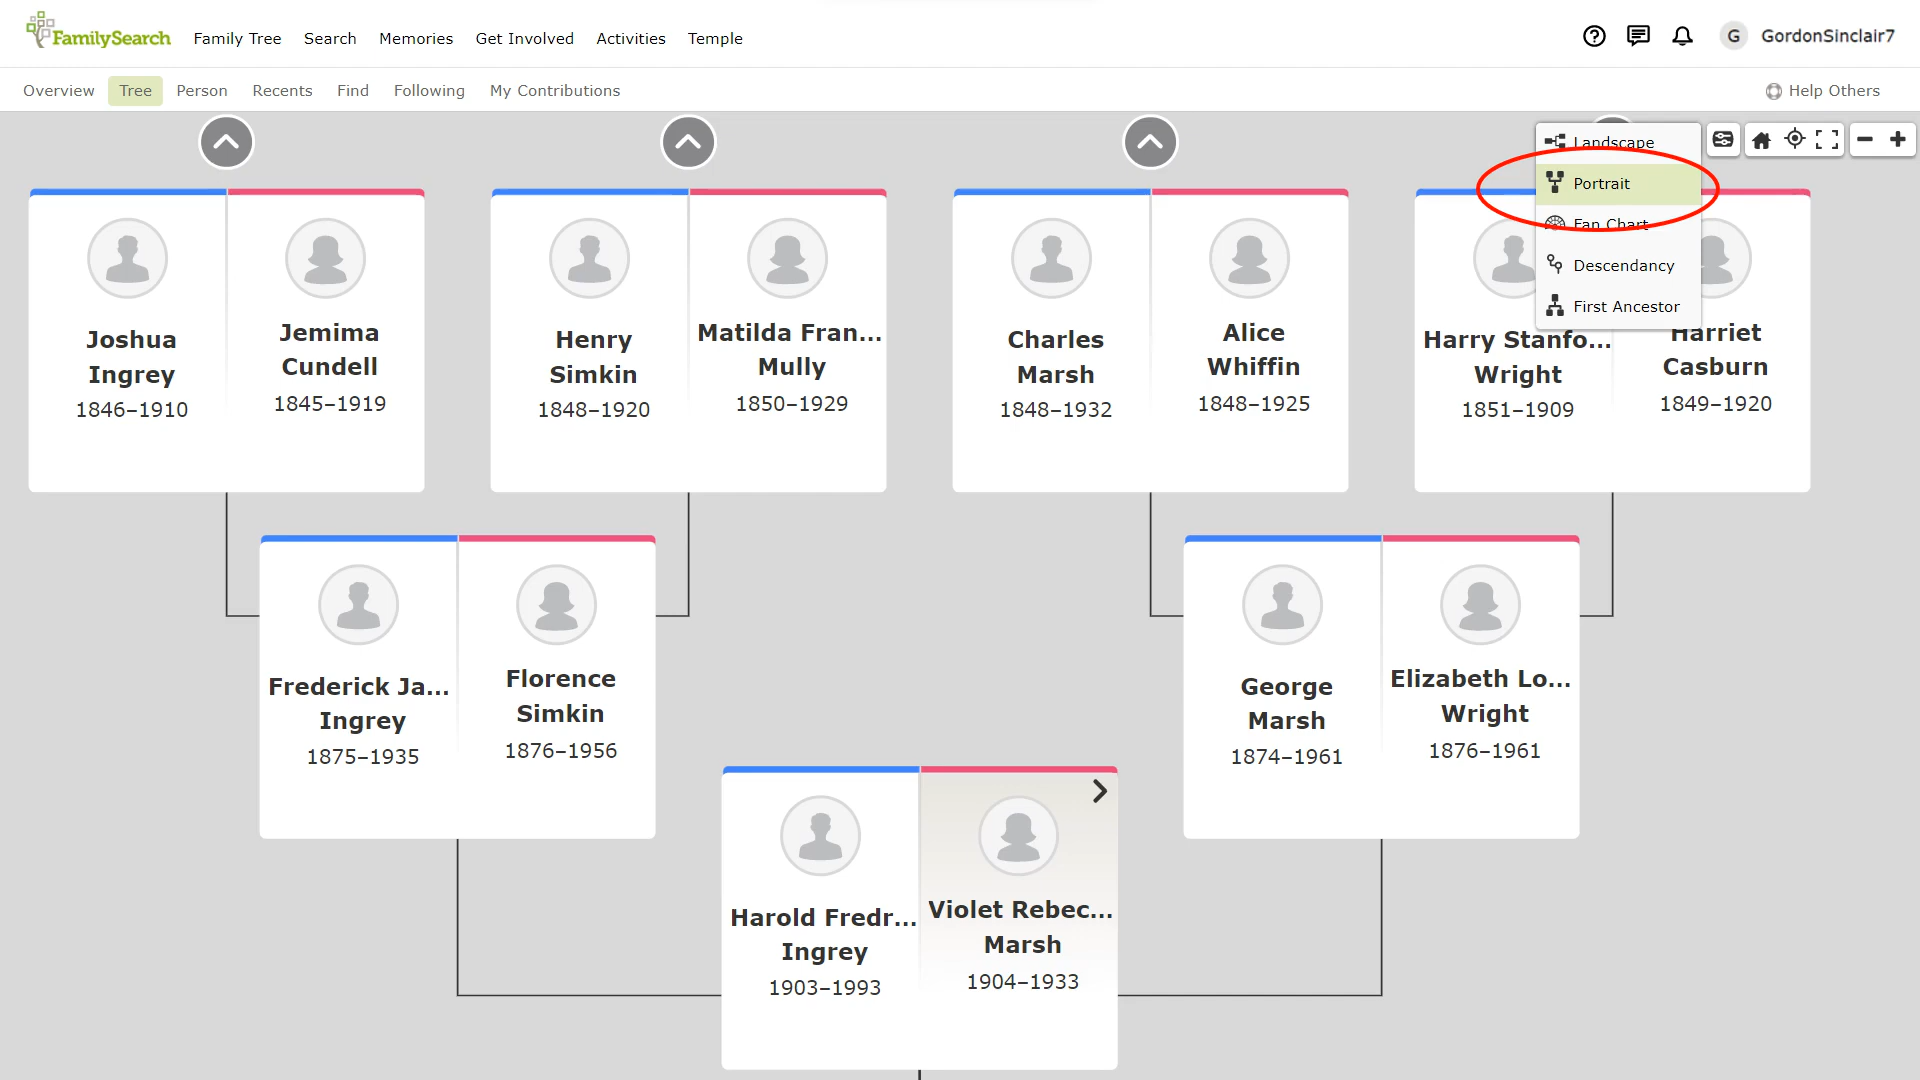 FamilySearch
Family Tree
Search
Memories
Get Involved
Activities
Temple
G
GordonSinclair7
Overview
Tree
Person
Recents
Find
Following
My Contributions
Help Others
Landscape
Portrait
Fan Chart
Descendancy
First Ancestor
Joshua
Ingrey
1846–1910
Jemima
Cundell
1845–1919
Henry
Simkin
1848–1920
Matilda Fran...
Mully
1850–1929
Charles
Marsh
1848–1932
Alice
Whiffin
1848–1925
Harry Stanfo...
Wright
1851–1909
Harriet
Casburn
1849–1920
Frederick Ja...
Ingrey
1875–1935
Florence
Simkin
1876–1956
George
Marsh
1874–1961
Elizabeth Lo...
Wright
1876–1961
Harold Fredr...
Ingrey
1903–1993
Violet Rebec...
Marsh
1904–1933